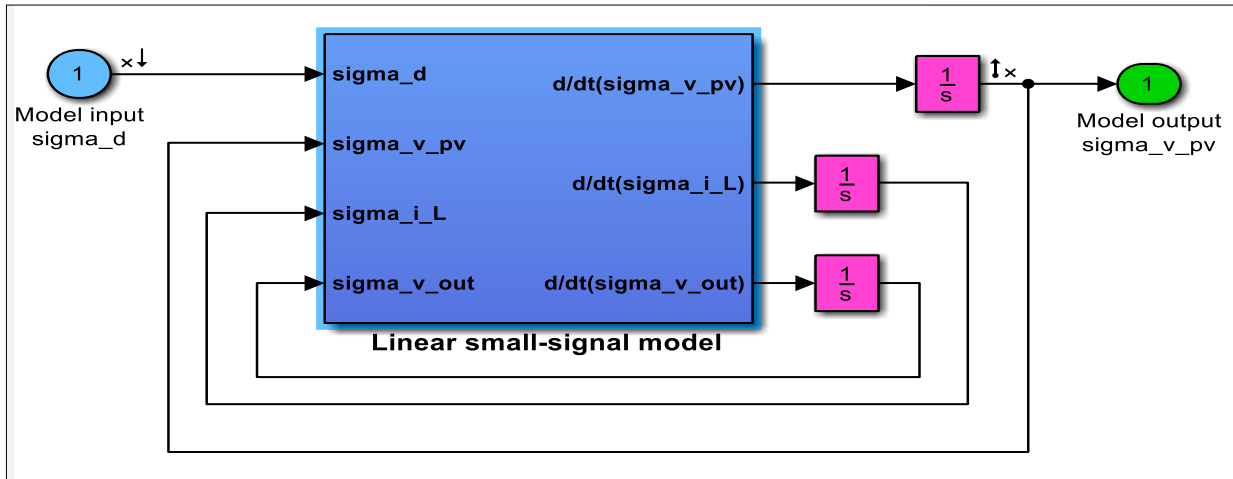 1
Model input
sigma_d
x
sigma_d
sigma_v_pv
sigma_i_L
sigma_v_out
d/dt(sigma_v_pv)
d/dt(sigma_i_L)
d/dt(sigma_v_out)
Linear small-signal model
1
s
1
s
1
s
x
1
Model output
sigma_v_pv